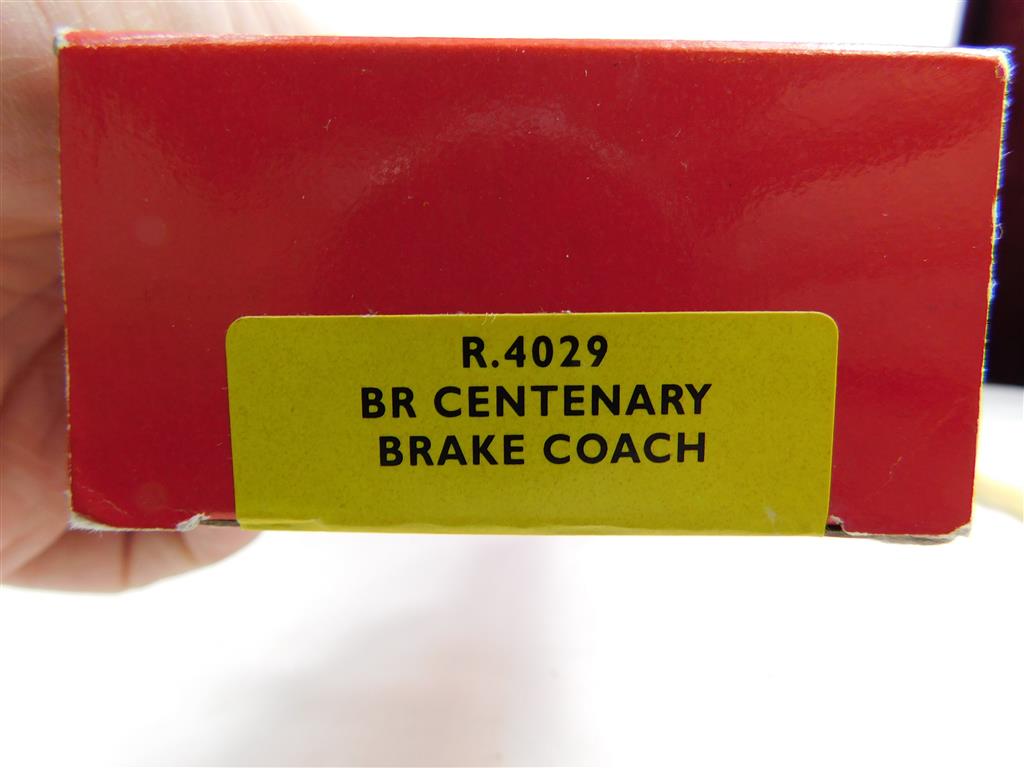 R.4029
BR CENTENARY
BRAKE COACH